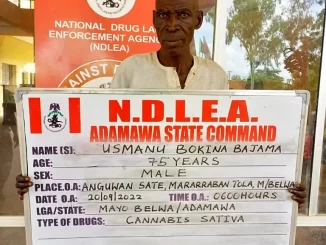 NATIONAL DRUG LAW
ENFORCEMENT AGENCY
(NDLEA)
N.D.L.E.A.
ADAMAWA STATE COMMAND
NAME(S): USMANU BOKINA BAJAMA
AGE: 75 YEARS
SEX: MALE
PLACE.O.A: ANGUWAN SATE, MARARRABAN TOLA, M/BELWA
DATE O.A: 20/09/2022 TIME O.A: 0600HOURS
LGA/STATE: MAYO BELWA/ADAMAWA
TYPE OF DRUGS: CANNABIS SATIVA